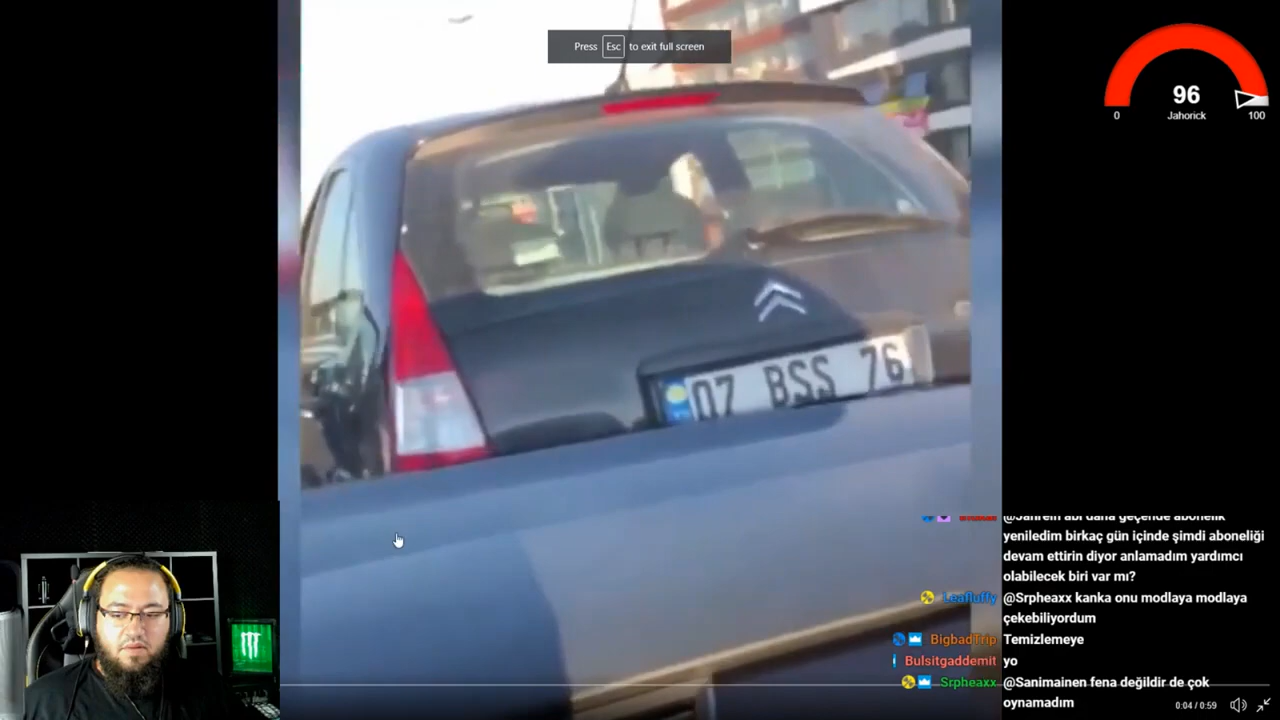 Press Esc to exit full screen
96
0 Jahorick 100
07 BSS 76
yeniledim birkaç gün içinde şimdi aboneliği
devam ettirin diyor anlamadım yardımcı
olabilecek biri var mı?
Leafluffy @Srpheaxx kanka onu modlaya modlaya
çekebiliyordum
BigbadTrip Temizlemeye
Bulsitgaddemit yo
Srpheaxx @Sanimainen fena değildir de çok
oynamadım
0:04 / 0:59